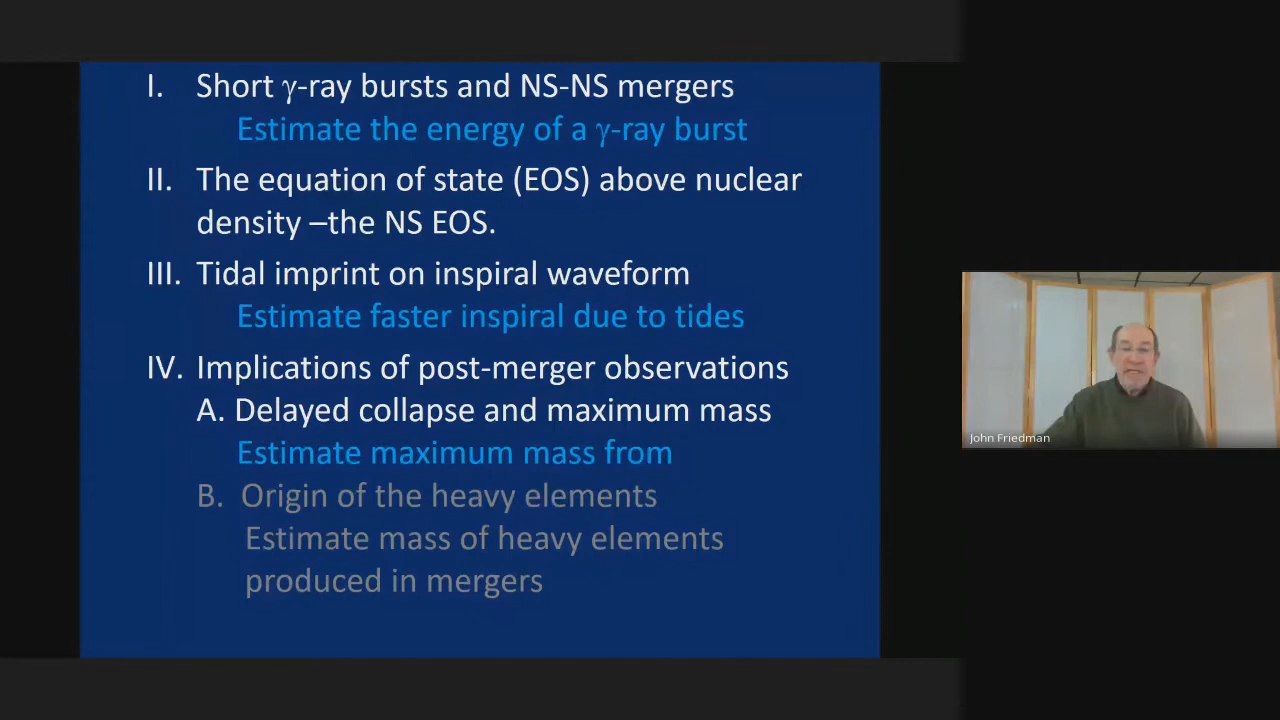 I. Short γ-ray bursts and NS-NS mergers
Estimate the energy of a γ-ray burst
II. The equation of state (EOS) above nuclear
density –the NS EOS.
III. Tidal imprint on inspiral waveform
Estimate faster inspiral due to tides
IV. Implications of post-merger observations
A. Delayed collapse and maximum mass
Estimate maximum mass from
B. Origin of the heavy elements
Estimate mass of heavy elements
produced in mergers
John Friedman